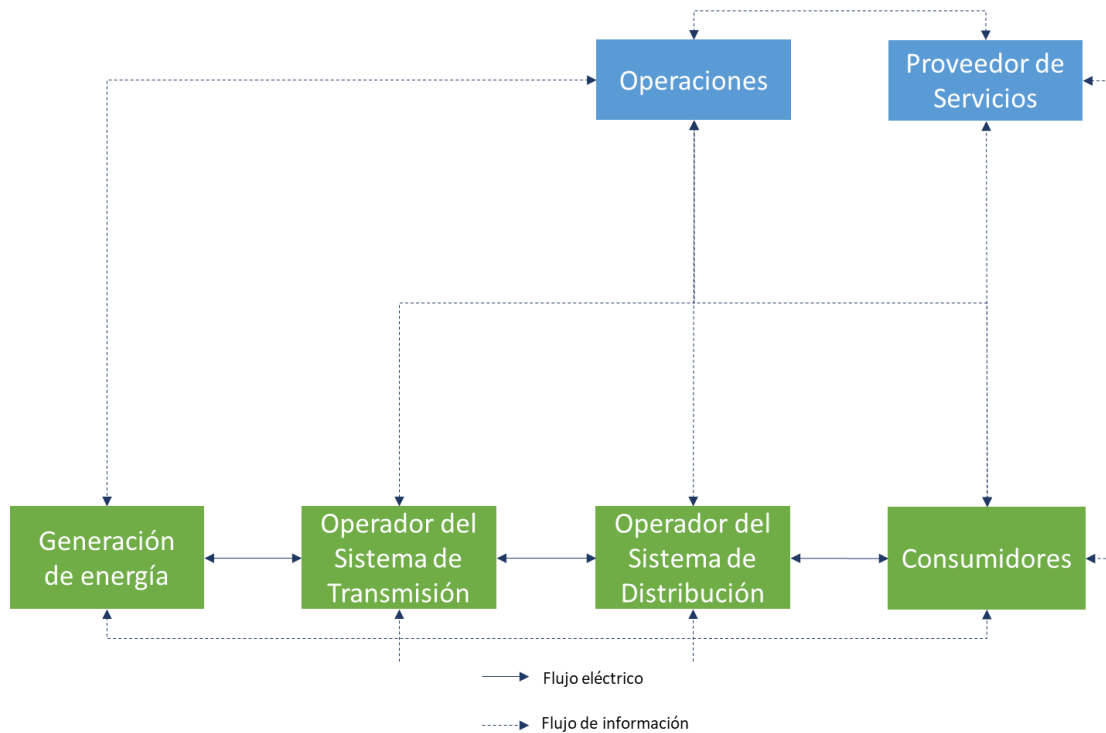 Operaciones
Proveedor de
Servicios
Generación
de energía
Operador del
Sistema de
Transmisión
Operador del
Sistema de
Distribución
Consumidores
Flujo eléctrico
Flujo de información